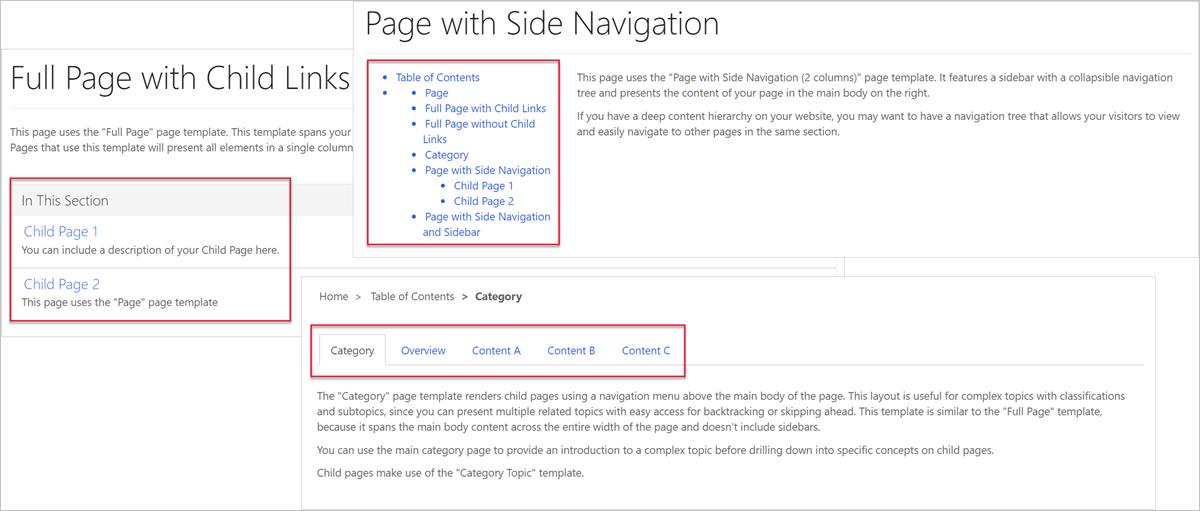 Full Page with Child Links
This page uses the "Full Page" page template. This template spans your
Pages that use this template will present all elements in a single column
In This Section
Child Page 1
You can include a description of your Child Page here.
Child Page 2
This page uses the "Page" page template
Page with Side Navigation
Table of Contents
Page
Full Page with Child Links
Full Page without Child
Links
Category
Page with Side Navigation
Child Page 1
Child Page 2
Page with Side Navigation
and Sidebar
This page uses the "Page with Side Navigation (2 columns)" page template. It features a sidebar with a collapsible navigation
tree and presents the content of your page in the main body on the right.
If you have a deep content hierarchy on your website, you may want to have a navigation tree that allows your visitors to view
and easily navigate to other pages in the same section.
Home > Table of Contents > Category
Category Overview Content A Content B Content C
The "Category" page template renders child pages using a navigation menu above the main body of the page. This layout is useful for complex topics with classifications
and subtopics, since you can present multiple related topics with easy access for backtracking or skipping ahead. This template is similar to the "Full Page" template,
because it spans the main body content across the entire width of the page and doesn't include sidebars.
You can use the main category page to provide an introduction to a complex topic before drilling down into specific concepts on child pages.
Child pages make use of the "Category Topic" template.